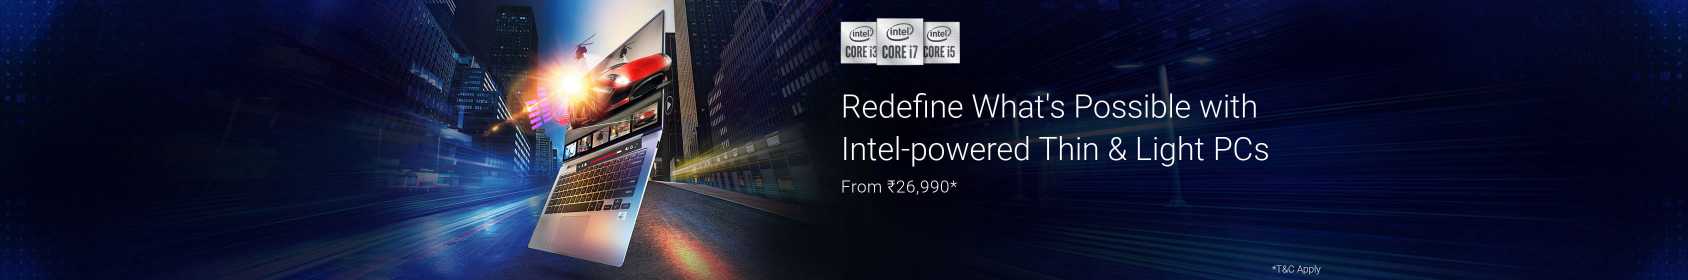 intel intel intel
CORE i3 CORE i7 CORE i5
Redefine What's Possible with
Intel-powered Thin & Light PCs
From ₹26,990*
*T&C Apply